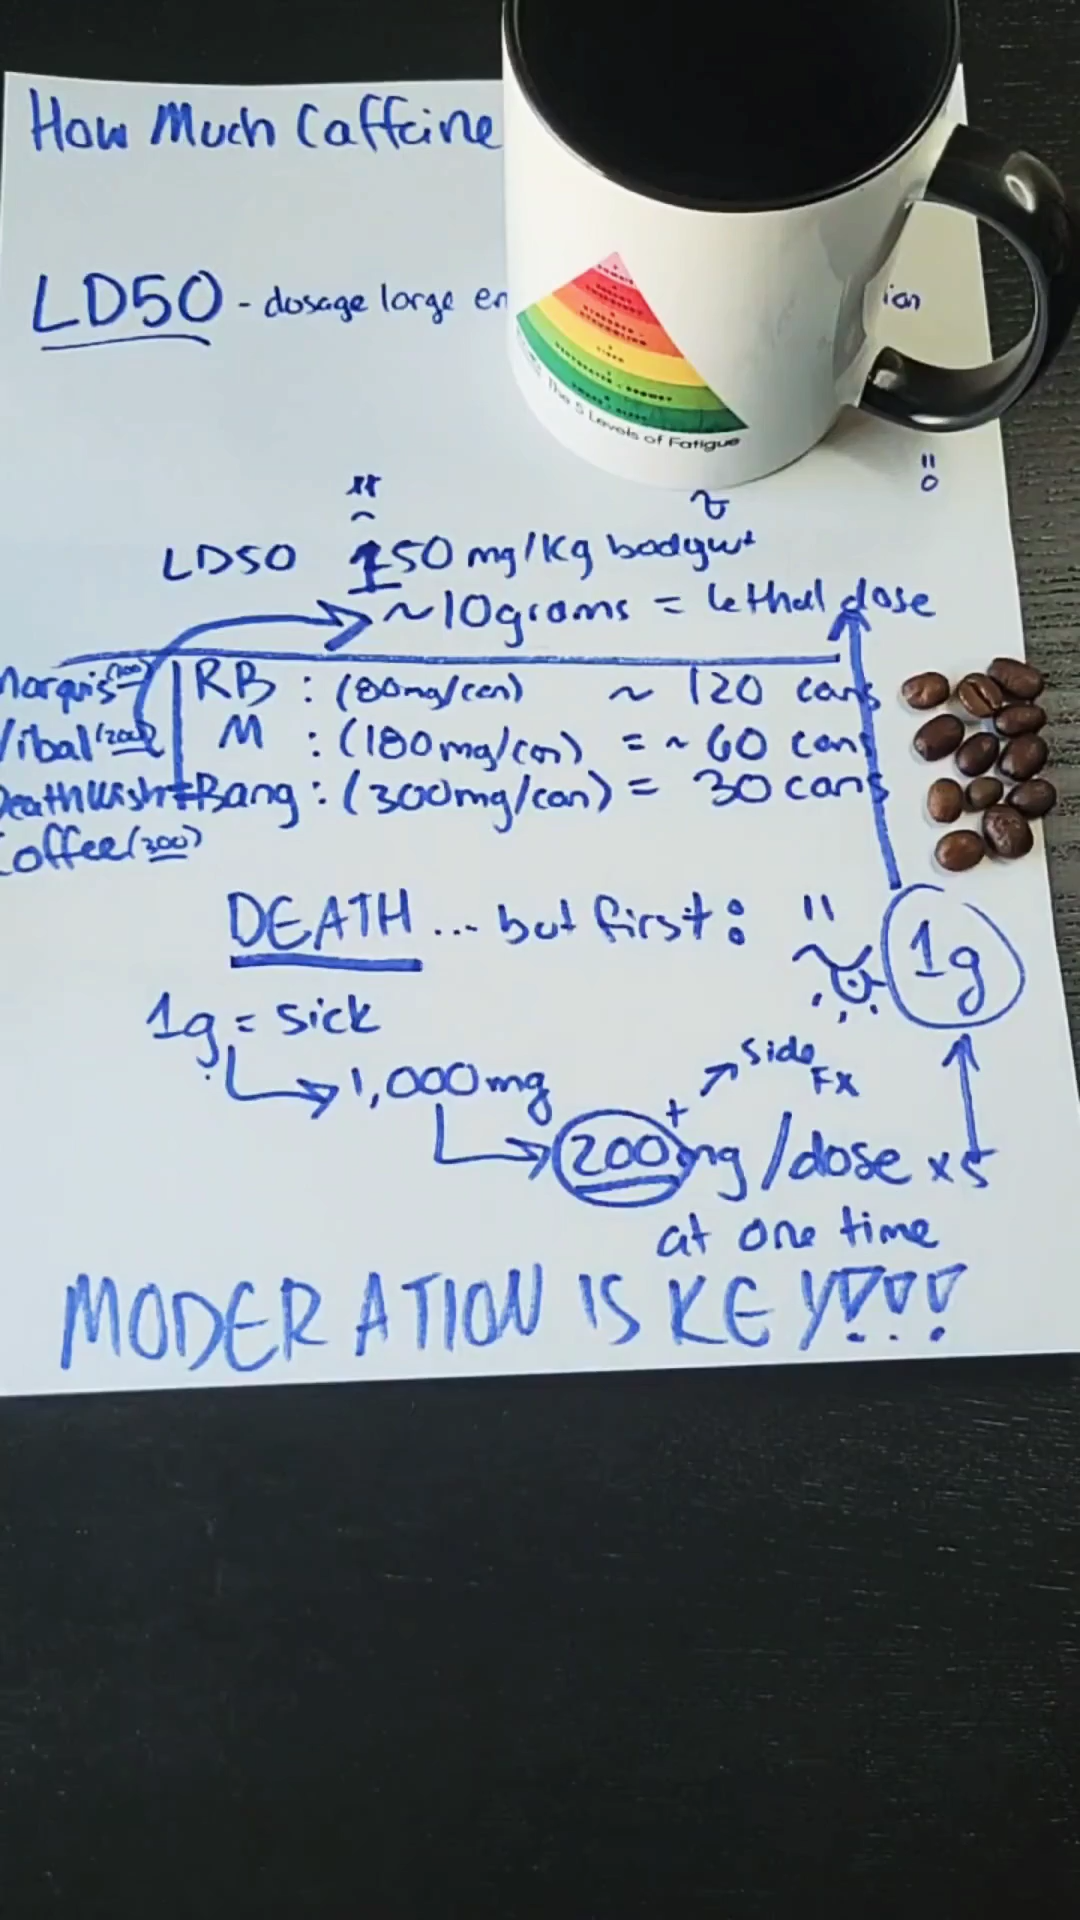 How Much Caffeine
LD50 - dosage large en
ion
The 5 Levels of Fatigue
LD50 150 mg/kg bodywt
~10grams = lethal dose
Marquis RB : (80mg/can) ~ 120 cans
Vibal (200) M : (160mg/can) = ~ 60 cans
DeathWish Bang : (300mg/can) = 30 cans
Coffee (300)
DEATH ... but first:
1g
1g = sick
1,000mg
side
FX
200+mg/dose x5
at one time
MODERATION IS KEY!!!